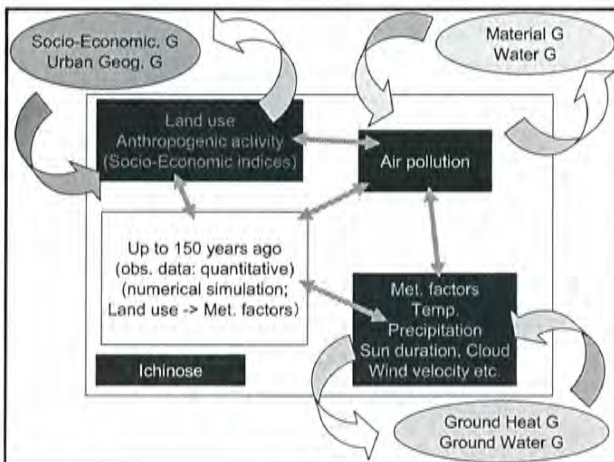 Socio-Economic. G
Urban Geog. G
Material G
Water G
Land use
Anthropogenic activity
(Socio-Economic indices)
Air pollution
Up to 150 years ago
(obs. data: quantitative)
(numerical simulation;
Land use -> Met. factors)
Met. factors
Temp.
Precipitation
Sun duration, Cloud
Wind velocity etc.
Ichinose
Ground Heat G
Ground Water G